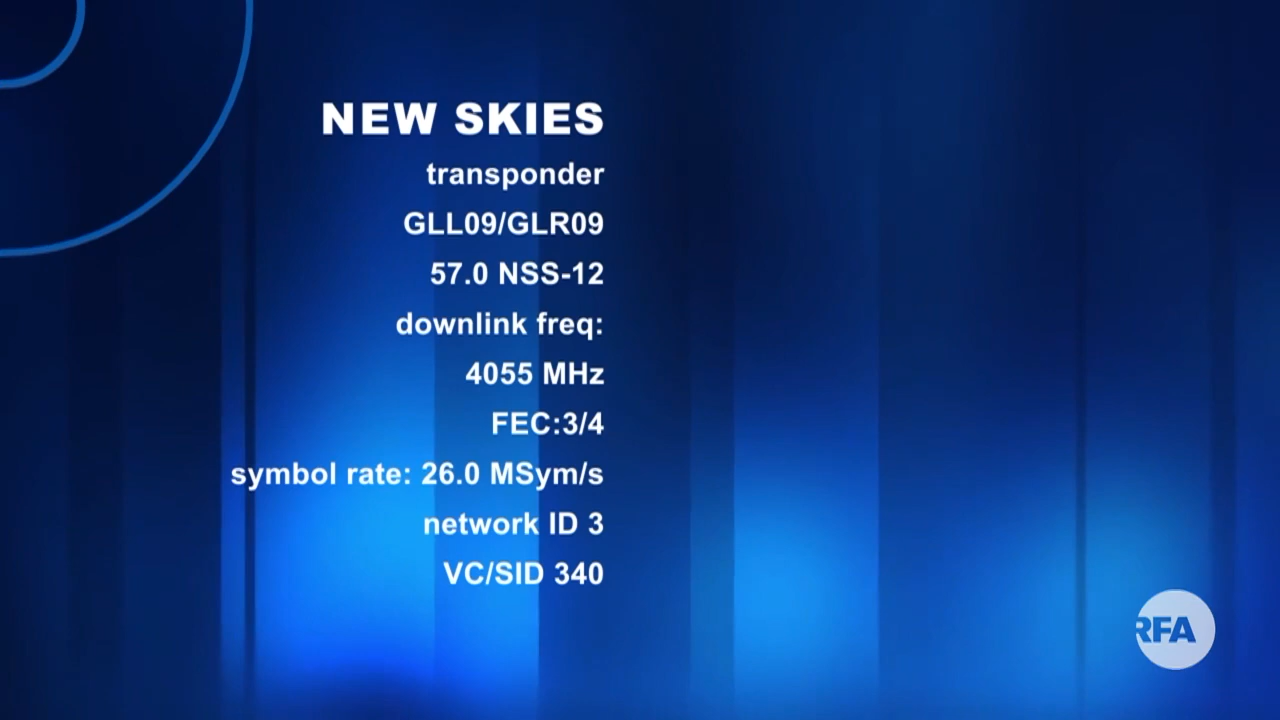 NEW SKIES
transponder
GLL09/GLR09
57.0 NSS-12
downlink freq:
4055 MHz
FEC:3/4
symbol rate: 26.0 MSym/s
network ID 3
VC/SID 340
RFA